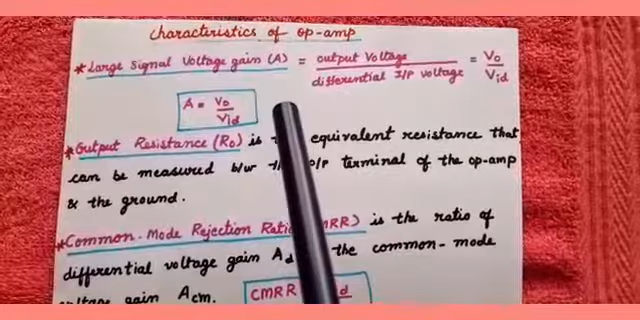 characteristics of op-amp
*Large Signal Voltage gain (A) = output Voltage / differential I/P voltage = Vo / Vid
A = Vo / Vid
*Output Resistance (Ro) is equivalent resistance that
can be measured b/w O/P terminal of the op-amp
& the ground.
*Common-Mode Rejection MRR) is the ratio of
differential voltage gain Ad the common-mode
gain Acm. CMRR